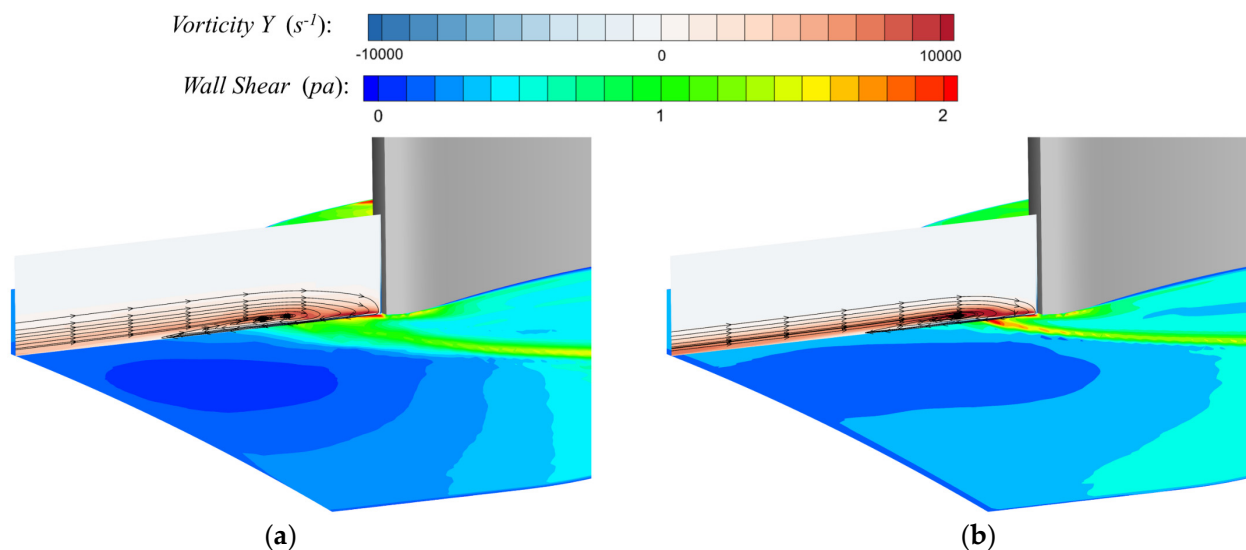 Vorticity Y (s⁻¹):
-10000 0 10000
Wall Shear (pa):
0 1 2
(a) (b)